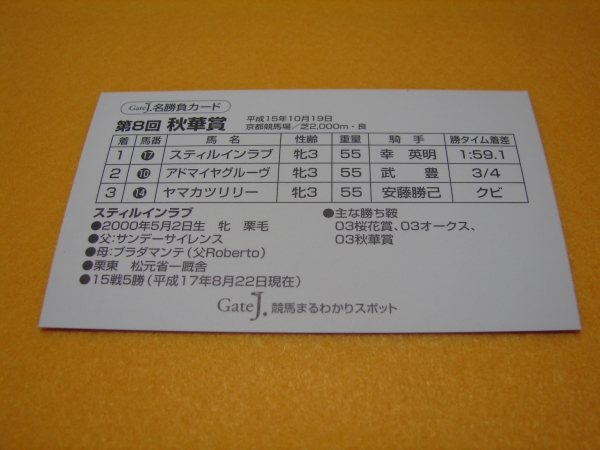 GateJ.名勝負カード
第8回 秋華賞 平成15年10月19日
京都競馬場／芝2,000m・良
着 馬番 馬名 性齢 重量 騎手 勝タイム着差
1 17 スティルインラブ 牝3 55 幸 英明 1:59.1
2 10 アドマイヤグルーヴ 牝3 55 武 豊 3/4
3 14 ヤマカツリリー 牝3 55 安藤勝己 クビ
スティルインラブ
●2000年5月2日生 牝 栗毛
●父:サンデーサイレンス
●母:ブラダマンテ(父Roberto)
●栗東 松元省一厩舎
●15戦5勝(平成17年8月22日現在)
●主な勝ち鞍
03桜花賞、03オークス、
03秋華賞
GateJ. 競馬まるわかりスポット